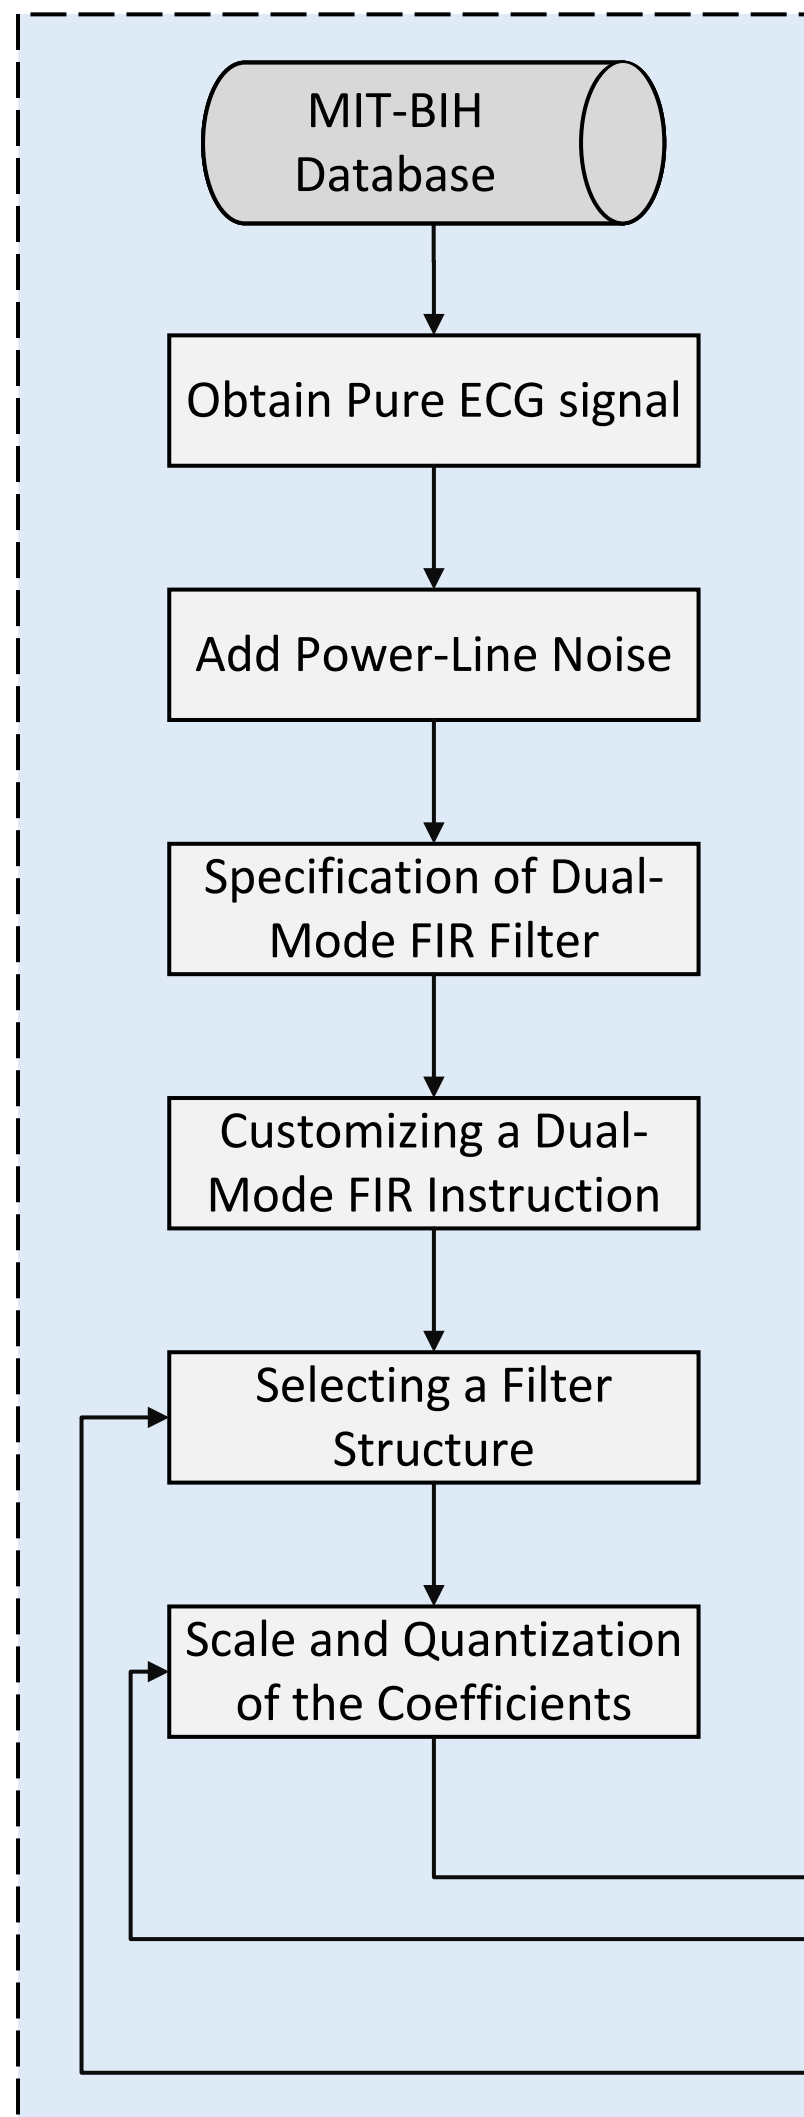 MIT-BIH
Database
Obtain Pure ECG signal
Add Power-Line Noise
Specification of Dual-
Mode FIR Filter
Customizing a Dual-
Mode FIR Instruction
Selecting a Filter
Structure
Scale and Quantization
of the Coefficients